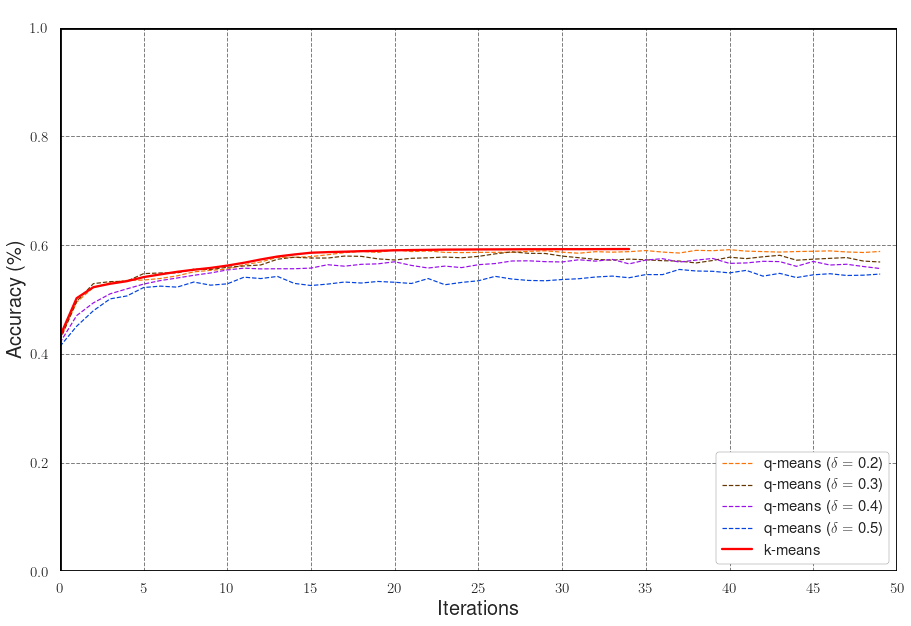 1.0
0.8
0.6
0.4
0.2
0.0
Accuracy (%)
0 5 10 15 20 25 30 35 40 45 50
Iterations
q-means (δ = 0.2)
q-means (δ = 0.3)
q-means (δ = 0.4)
q-means (δ = 0.5)
k-means